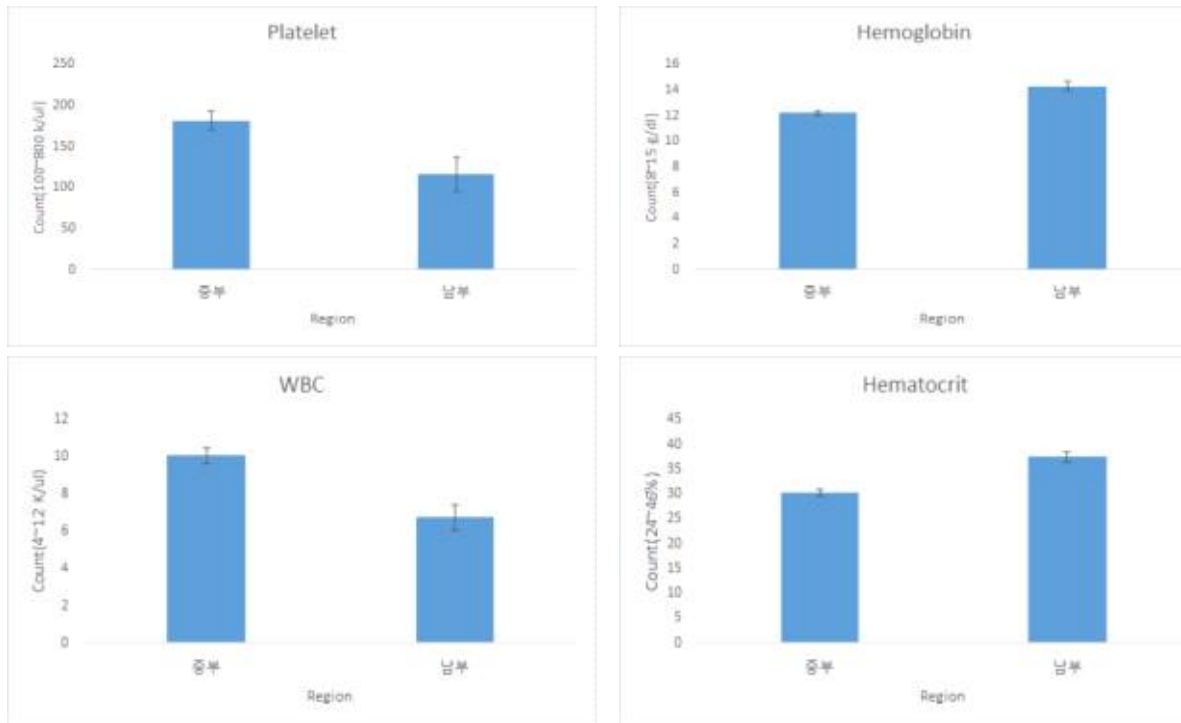 Platelet
250
200
150
100
50
0
Count(100~800 k/ul)
중부
남부
Region
Hemoglobin
16
14
12
10
8
6
4
2
0
Count(8~15 g/dl)
중부
남부
Region
WBC
12
10
8
6
4
2
0
Count(4~12 K/ul)
중부
남부
Region
Hematocrit
45
40
35
30
25
20
15
10
5
0
Count(24~46%)
중부
남부
Region